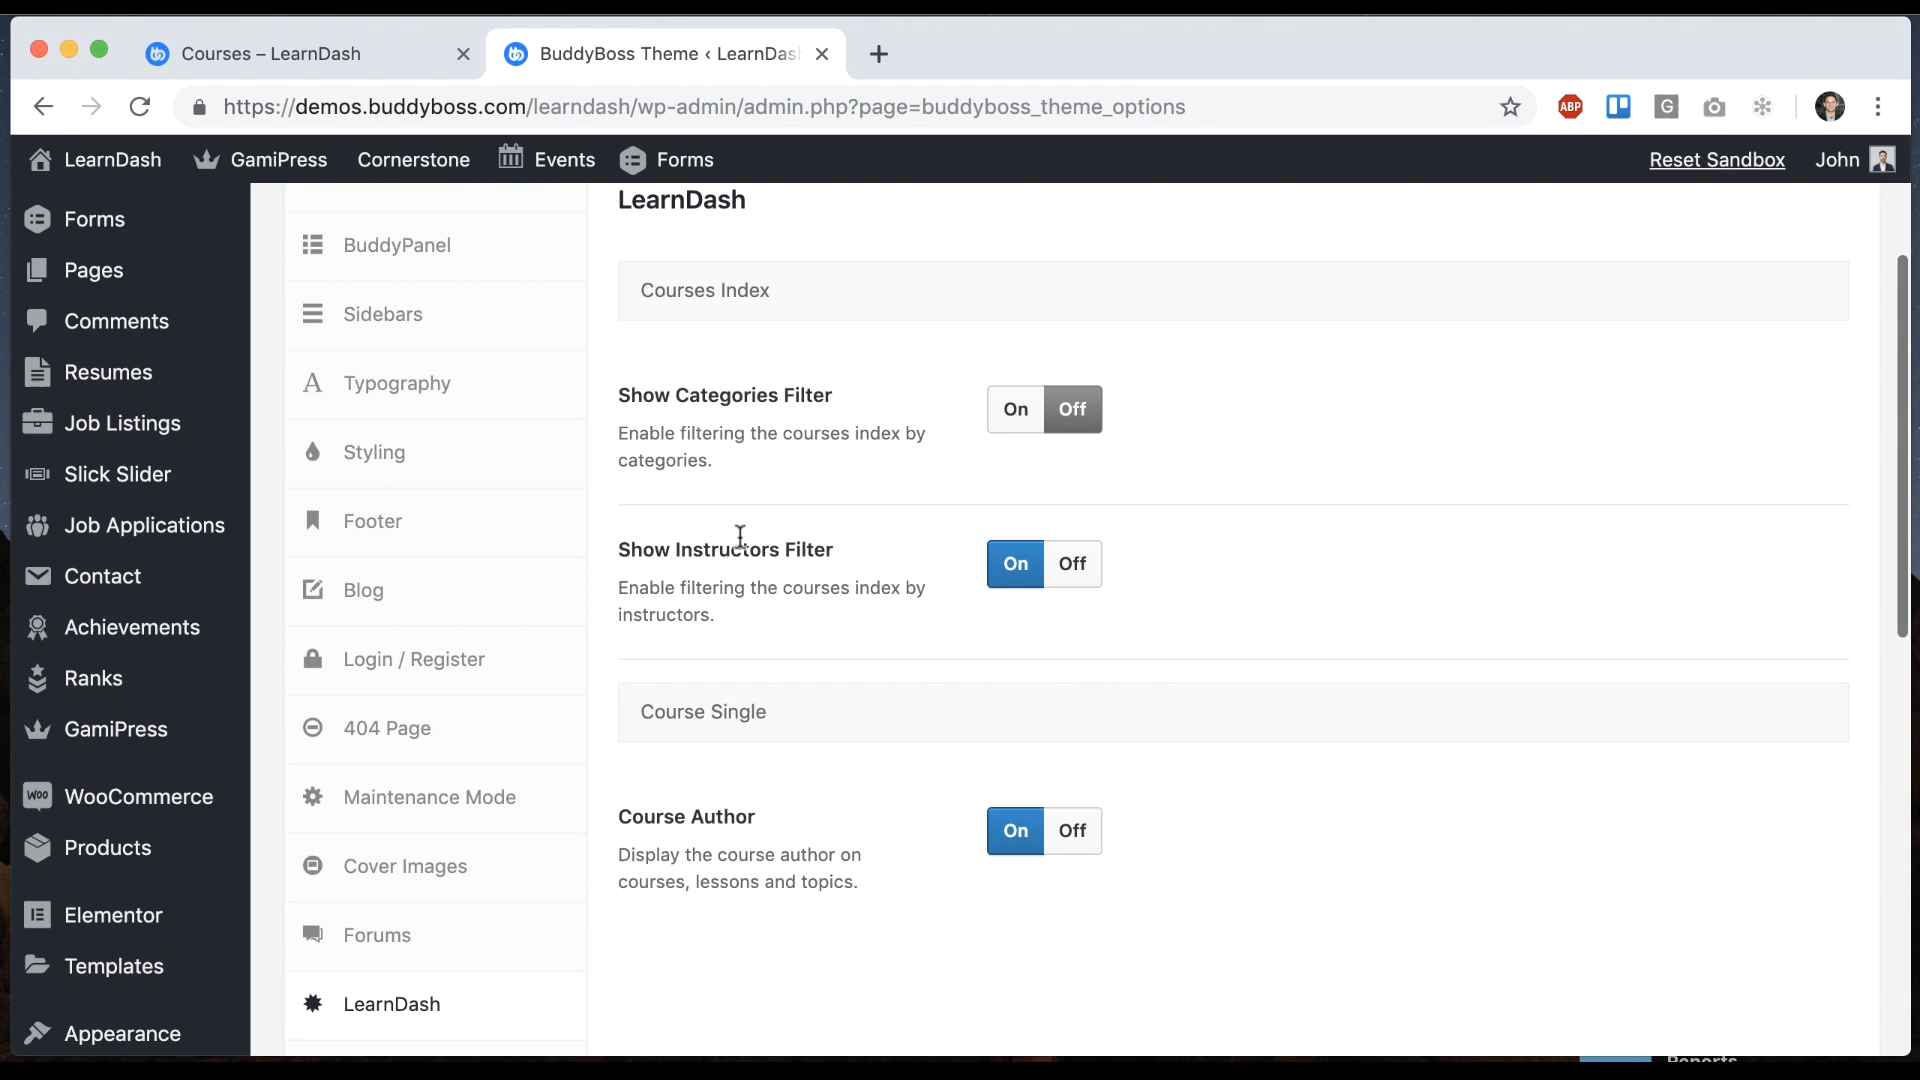 Courses – LearnDash
BuddyBoss Theme ‹ LearnDas
https://demos.buddyboss.com/learndash/wp-admin/admin.php?page=buddyboss_theme_options
ABP
G
LearnDash
GamiPress
Cornerstone
Events
Forms
Reset Sandbox
John
Forms
Pages
Comments
Resumes
Job Listings
Slick Slider
Job Applications
Contact
Achievements
Ranks
GamiPress
Woo
WooCommerce
Products
Elementor
Templates
Appearance
BuddyPanel
Sidebars
A
Typography
Styling
Footer
Blog
Login / Register
404 Page
Maintenance Mode
Cover Images
Forums
LearnDash
LearnDash
Courses Index
Show Categories Filter
On Off
Enable filtering the courses index by
categories.
Show Instructors Filter
On Off
Enable filtering the courses index by
instructors.
Course Single
Course Author
On Off
Display the course author on
courses, lessons and topics.
Reports